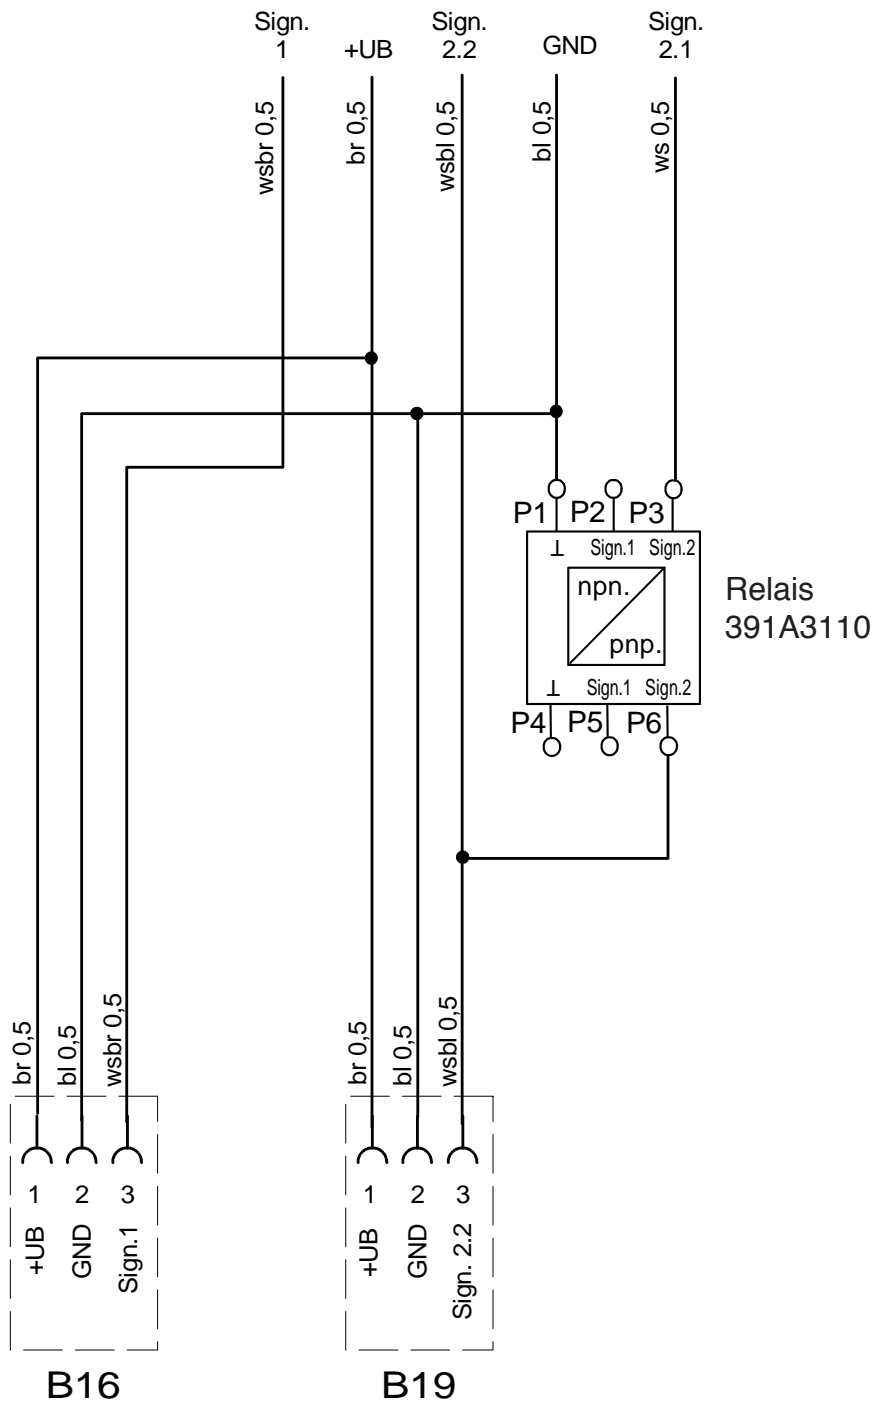 Sign.
1
+UB
Sign.
2.2
GND
Sign.
2.1
wsbr 0,5
br 0,5
wsbl 0,5
bl 0,5
ws 0,5
P1
P2
P3
⊥
Sign.1
Sign.2
npn.
pnp.
Relais
391A3110
⊥
Sign.1
Sign.2
P4
P5
P6
br 0,5
bl 0,5
wsbr 0,5
br 0,5
bl 0,5
wsbl 0,5
1
2
3
+UB
GND
Sign.1
1
2
3
+UB
GND
Sign. 2.2
B16
B19